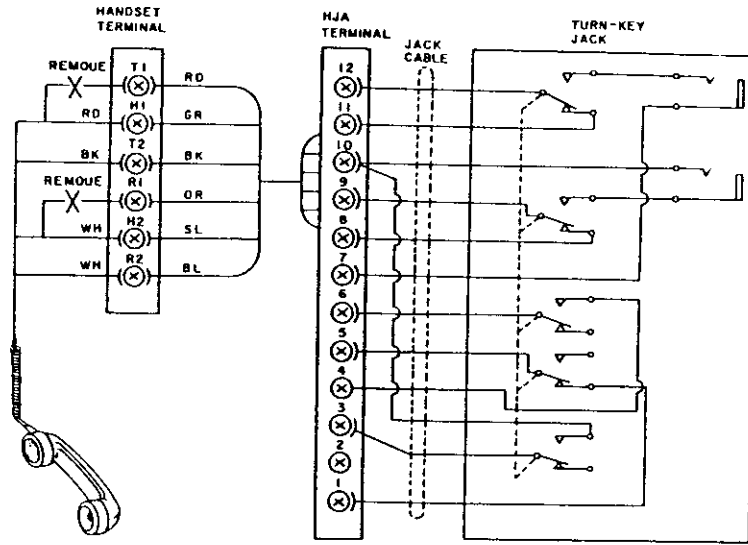 HANDSET
TERMINAL
HJA
TERMINAL
JACK
CABLE
TURN-KEY
JACK
REMOUE
T1
RD
RD
H1
GR
BK
T2
BK
REMOUE
R1
OR
WH
H2
SL
WH
R2
BL
12
11
10
9
8
7
6
5
4
3
2
1